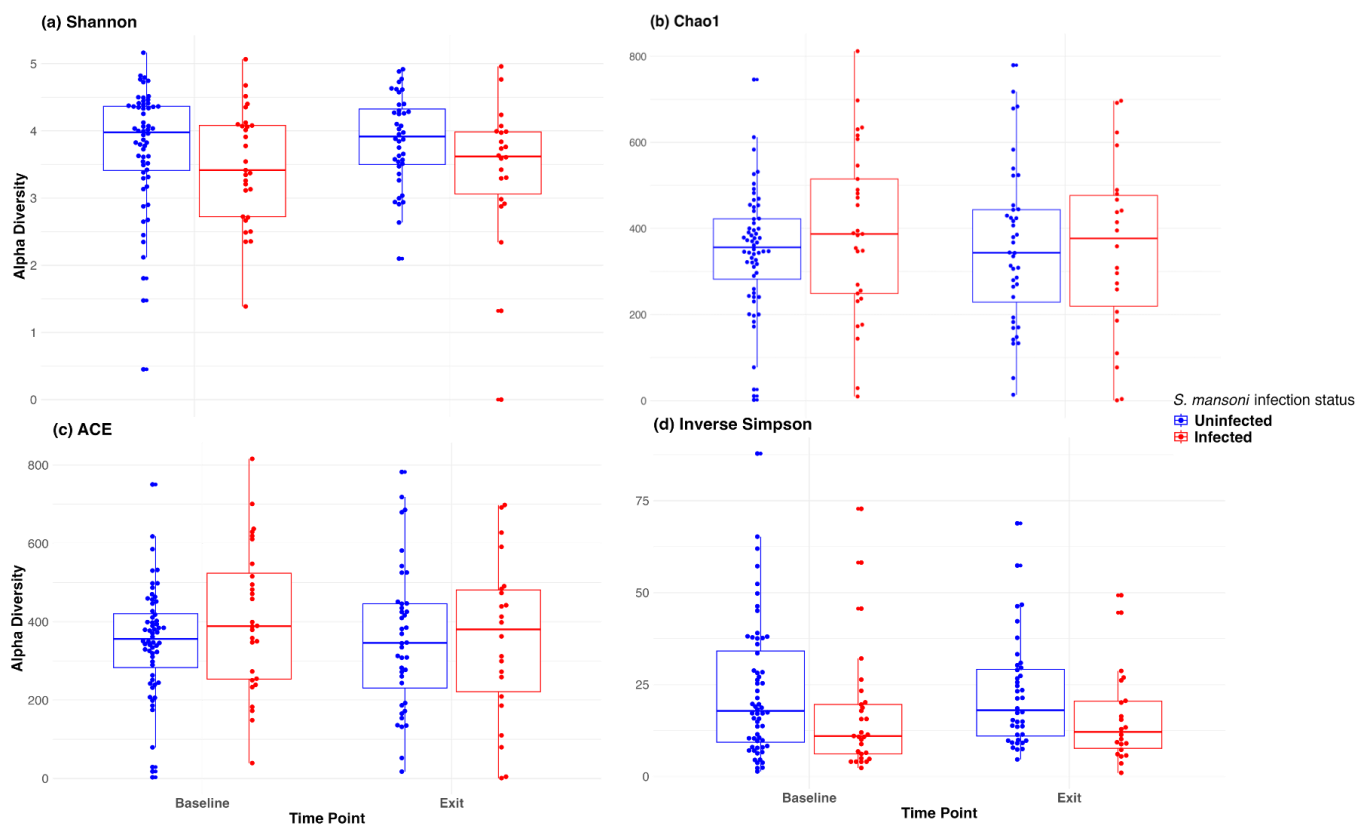 (a) Shannon
5
4
3
2
1
0
Alpha Diversity
(b) Chao1
800
600
400
200
0
S. mansoni infection status
Uninfected
Infected
(c) ACE
800
600
400
200
0
Alpha Diversity
Baseline
Exit
Time Point
(d) Inverse Simpson
75
50
25
0
Baseline
Exit
Time Point